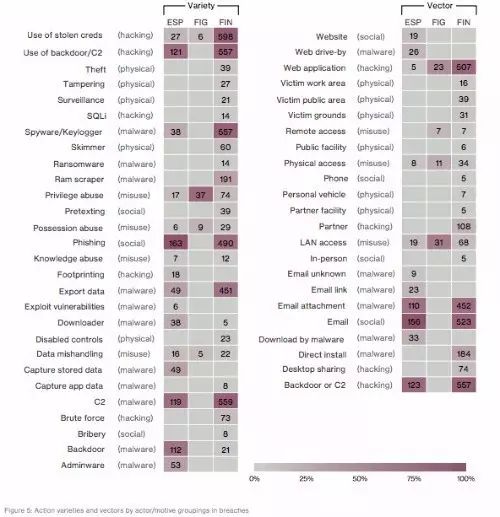 Variety
ESP FIG FIN
Use of stolen creds (hacking) 27 6 598
Use of backdoor/C2 (hacking) 121 557
Theft (physical) 39
Tampering (physical) 27
Surveillance (physical) 21
SQLi (hacking) 14
Spyware/Keylogger (malware) 38 557
Skimmer (physical) 60
Ransomware (malware) 14
Ram scraper (malware) 191
Privilege abuse (misuse) 17 37 74
Pretexting (social) 39
Possession abuse (misuse) 6 9 29
Phishing (social) 163 490
Knowledge abuse (misuse) 7 12
Footprinting (hacking) 18
Export data (malware) 49 451
Exploit vulnerabilities (malware) 6
Downloader (malware) 38 5
Disabled controls (physical) 23
Data mishandling (misuse) 16 5 22
Capture stored data (malware) 49
Capture app data (malware) 8
C2 (malware) 119 559
Brute force (hacking) 73
Bribery (social) 8
Backdoor (malware) 112 21
Adminware (malware) 53
Vector
ESP FIG FIN
Website (social) 19
Web drive-by (malware) 26
Web application (hacking) 5 23 507
Victim work area (physical) 16
Victim public area (physical) 39
Victim grounds (physical) 31
Remote access (misuse) 7 7
Public facility (physical) 6
Physical access (misuse) 8 11 34
Phone (social) 5
Personal vehicle (physical) 7
Partner facility (physical) 5
Partner (hacking) 108
LAN access (misuse) 19 31 68
In-person (social) 5
Email unknown (malware) 9
Email link (malware) 23
Email attachment (malware) 110 452
Email (social) 156 523
Download by malware (malware) 33
Direct install (malware) 184
Desktop sharing (hacking) 74
Backdoor or C2 (hacking) 123 557
0% 25% 50% 75% 100%
Figure 5: Action varieties and vectors by actor/motive groupings in breaches